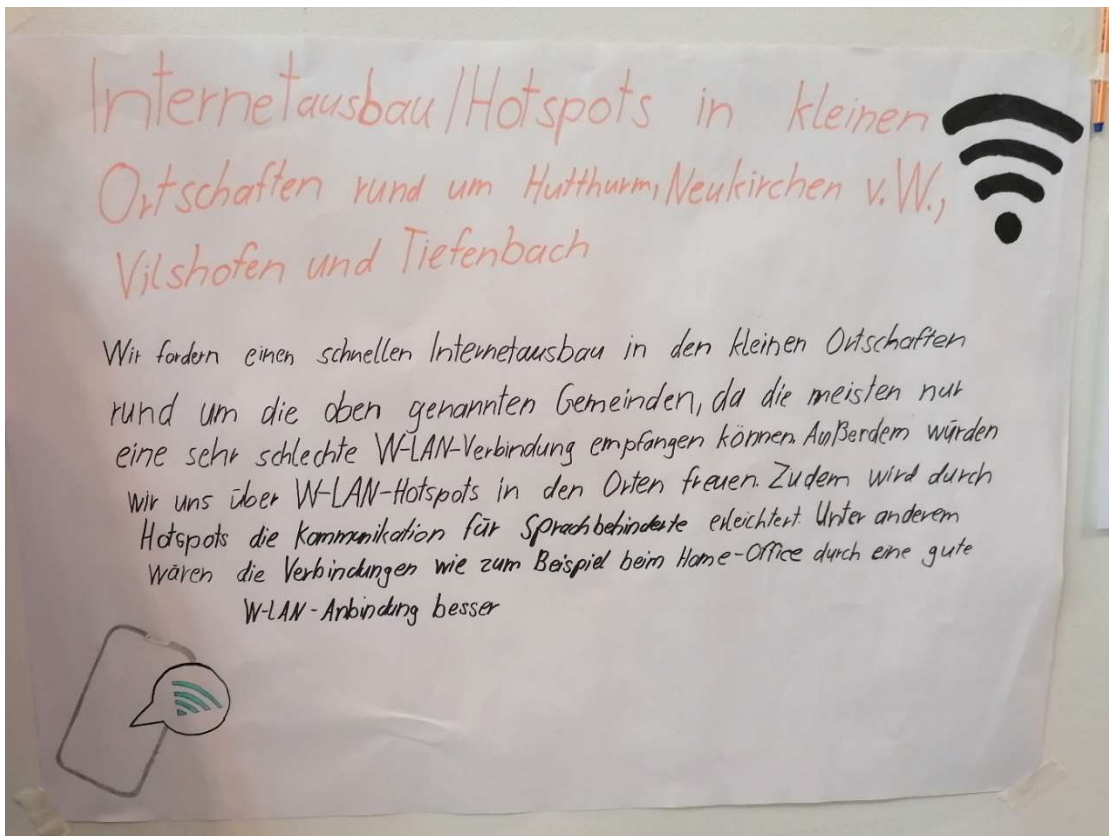 Internetausbau/Hotspots in kleinen
Ortschaften rund um Hutthurm, Neukirchen v.W.,
Vilshofen und Tiefenbach
Wir fordern einen schnellen Internetausbau in den kleinen Ortschaften
rund um die oben genannten Gemeinden, da die meisten nur
eine sehr schlechte W-LAN-Verbindung empfangen können. Außerdem würden
wir uns über W-LAN-Hotspots in den Orten freuen. Zudem wird durch
Hotspots die Kommunikation für Sprachbehinderte erleichtert. Unter anderem
wären die Verbindungen wie zum Beispiel beim Home-Office durch eine gute
W-LAN-Anbindung besser